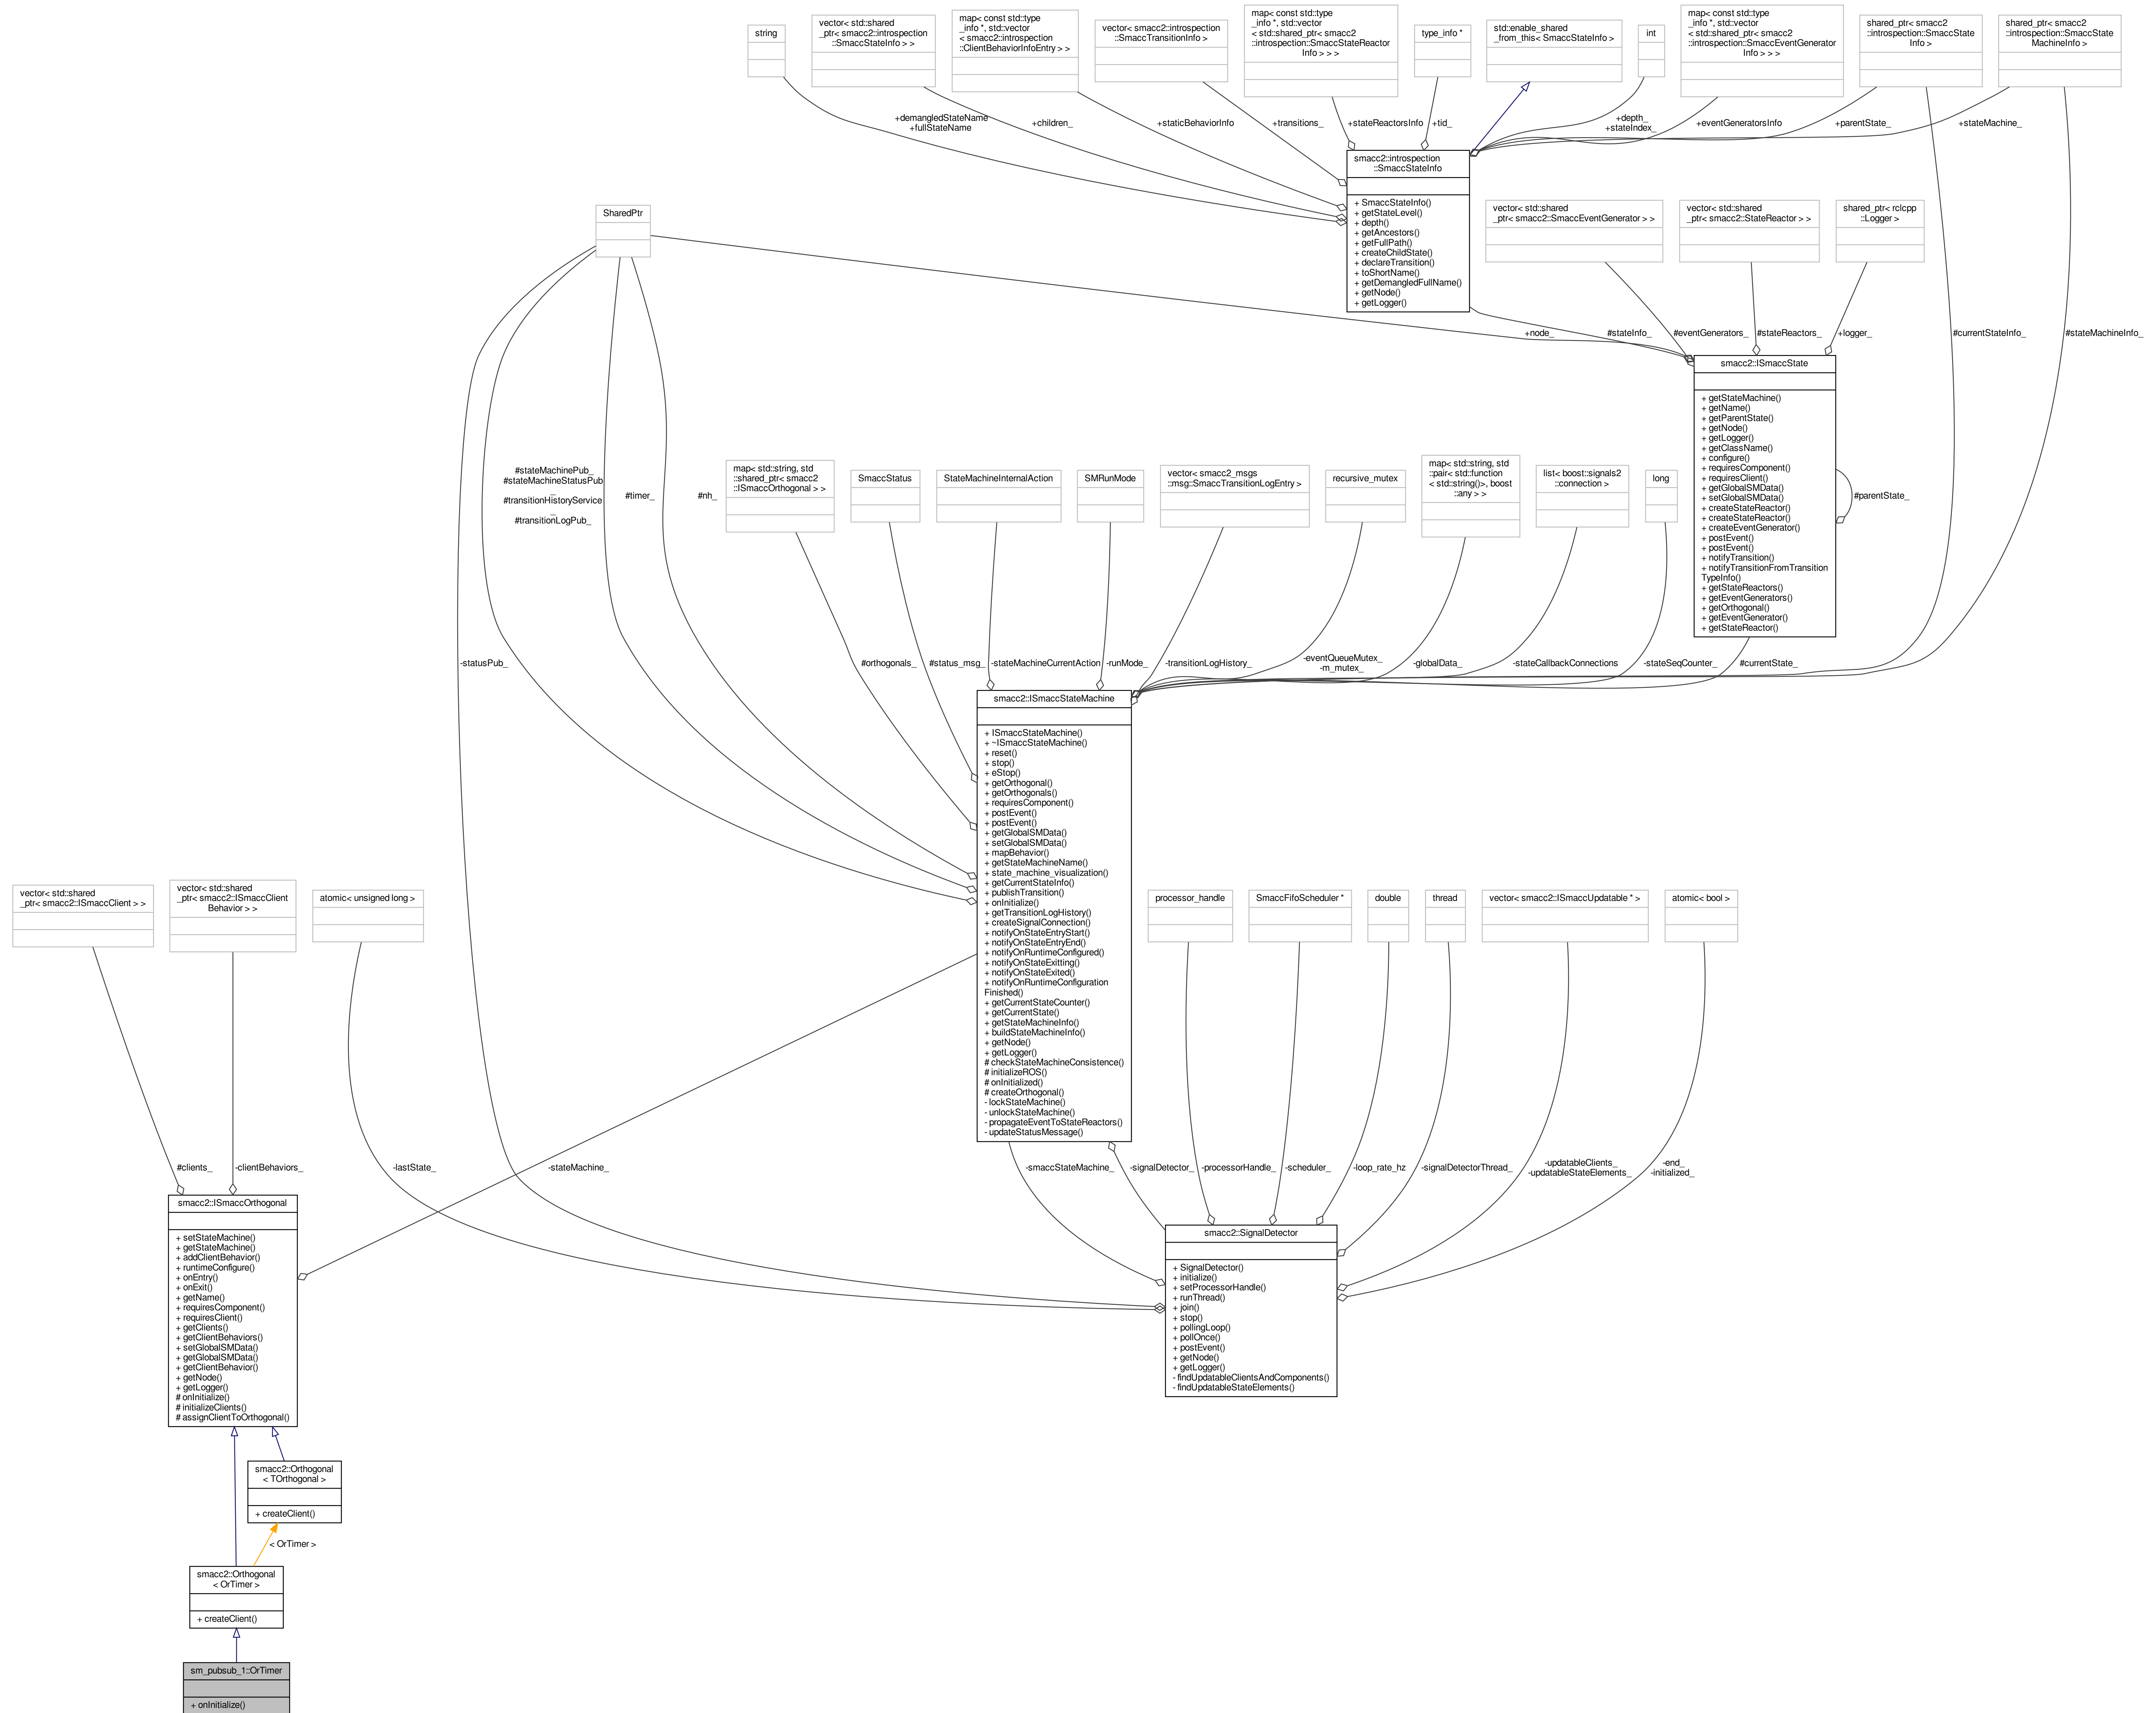 string
vector< std::shared
_ptr< smacc2::introspection
::SmaccStateInfo > >
map< const std::type
_info *, std::vector
< smacc2::introspection
::ClientBehaviorInfoEntry > >
vector< smacc2::introspection
::SmaccTransitionInfo >
map< const std::type
_info *, std::vector
< std::shared_ptr< smacc2
::introspection::SmaccStateReactor
Info > > >
type_info *
std::enable_shared
_from_this< SmaccStateInfo >
int
map< const std::type
_info *, std::vector
< std::shared_ptr< smacc2
::introspection::SmaccEventGenerator
Info > > >
shared_ptr< smacc2
::introspection::SmaccState
Info >
shared_ptr< smacc2
::introspection::SmaccState
MachineInfo >
+demangledStateName
+fullStateName
+children_
+staticBehaviorInfo
+transitions_
+stateReactorsInfo
+tid_
+depth_
+stateIndex_
+eventGeneratorsInfo
+parentState_
+stateMachine_
smacc2::introspection
::SmaccStateInfo
+ SmaccStateInfo()
+ getStateLevel()
+ depth()
+ getAncestors()
+ getFullPath()
+ createChildState()
+ declareTransition()
+ toShortName()
+ getDemangledFullName()
+ getNode()
+ getLogger()
SharedPtr
vector< std::shared
_ptr< smacc2::SmaccEventGenerator > >
vector< std::shared
_ptr< smacc2::StateReactor > >
shared_ptr< rclcpp
::Logger >
+node_
#stateInfo_
#eventGenerators_
#stateReactors_
+logger_
#currentStateInfo_
#stateMachineInfo_
smacc2::ISmaccState
+ getStateMachine()
+ getName()
+ getParentState()
+ getNode()
+ getLogger()
+ getClassName()
+ configure()
+ requiresComponent()
+ requiresClient()
+ getGlobalSMData()
+ setGlobalSMData()
+ createStateReactor()
+ createStateReactor()
+ createEventGenerator()
+ postEvent()
+ postEvent()
+ notifyTransition()
+ notifyTransitionFromTransition
TypeInfo()
+ getStateReactors()
+ getEventGenerators()
+ getOrthogonal()
+ getEventGenerator()
+ getStateReactor()
#parentState_
#stateMachinePub_
#stateMachineStatusPub
_
#transitionHistoryService
_
#transitionLogPub_
#timer_
#nh_
map< std::string, std
::shared_ptr< smacc2
::ISmaccOrthogonal > >
SmaccStatus
StateMachineInternalAction
SMRunMode
vector< smacc2_msgs
::msg::SmaccTransitionLogEntry >
recursive_mutex
map< std::string, std
::pair< std::function
< std::string()>, boost
::any > >
list< boost::signals2
::connection >
long
-statusPub_
#orthogonals_
#status_msg_
-stateMachineCurrentAction
-runMode_
-transitionLogHistory_
-eventQueueMutex_
-m_mutex_
-globalData_
-stateCallbackConnections
-stateSeqCounter_
#currentState_
smacc2::ISmaccStateMachine
+ ISmaccStateMachine()
+ ~ISmaccStateMachine()
+ reset()
+ stop()
+ eStop()
+ getOrthogonal()
+ getOrthogonals()
+ requiresComponent()
+ postEvent()
+ postEvent()
+ getGlobalSMData()
+ setGlobalSMData()
+ mapBehavior()
+ getStateMachineName()
+ state_machine_visualization()
+ getCurrentStateInfo()
+ publishTransition()
+ onInitialize()
+ getTransitionLogHistory()
+ createSignalConnection()
+ notifyOnStateEntryStart()
+ notifyOnStateEntryEnd()
+ notifyOnRuntimeConfigured()
+ notifyOnStateExitting()
+ notifyOnStateExited()
+ notifyOnRuntimeConfiguration
Finished()
+ getCurrentStateCounter()
+ getCurrentState()
+ getStateMachineInfo()
+ buildStateMachineInfo()
+ getNode()
+ getLogger()
# checkStateMachineConsistence()
# initializeROS()
# onInitialized()
# createOrthogonal()
- lockStateMachine()
- unlockStateMachine()
- propagateEventToStateReactors()
- updateStatusMessage()
vector< std::shared
_ptr< smacc2::ISmaccClient > >
vector< std::shared
_ptr< smacc2::ISmaccClient
Behavior > >
atomic< unsigned long >
processor_handle
SmaccFifoScheduler *
double
thread
vector< smacc2::ISmaccUpdatable * >
atomic< bool >
#clients_
-clientBehaviors_
-lastState_
-stateMachine_
-smaccStateMachine_
-signalDetector_
-processorHandle_
-scheduler_
-loop_rate_hz
-signalDetectorThread_
-updatableClients_
-updatableStateElements_
-end_
-initialized_
smacc2::ISmaccOrthogonal
+ setStateMachine()
+ getStateMachine()
+ addClientBehavior()
+ runtimeConfigure()
+ onEntry()
+ onExit()
+ getName()
+ requiresComponent()
+ requiresClient()
+ getClients()
+ getClientBehaviors()
+ setGlobalSMData()
+ getGlobalSMData()
+ getClientBehavior()
+ getNode()
+ getLogger()
# onInitialize()
# initializeClients()
# assignClientToOrthogonal()
smacc2::SignalDetector
+ SignalDetector()
+ initialize()
+ setProcessorHandle()
+ runThread()
+ join()
+ stop()
+ pollingLoop()
+ pollOnce()
+ postEvent()
+ getNode()
+ getLogger()
- findUpdatableClientsAndComponents()
- findUpdatableStateElements()
smacc2::Orthogonal
< TOrthogonal >
+ createClient()
< OrTimer >
smacc2::Orthogonal
< OrTimer >
+ createClient()
sm_pubsub_1::OrTimer
+ onInitialize()